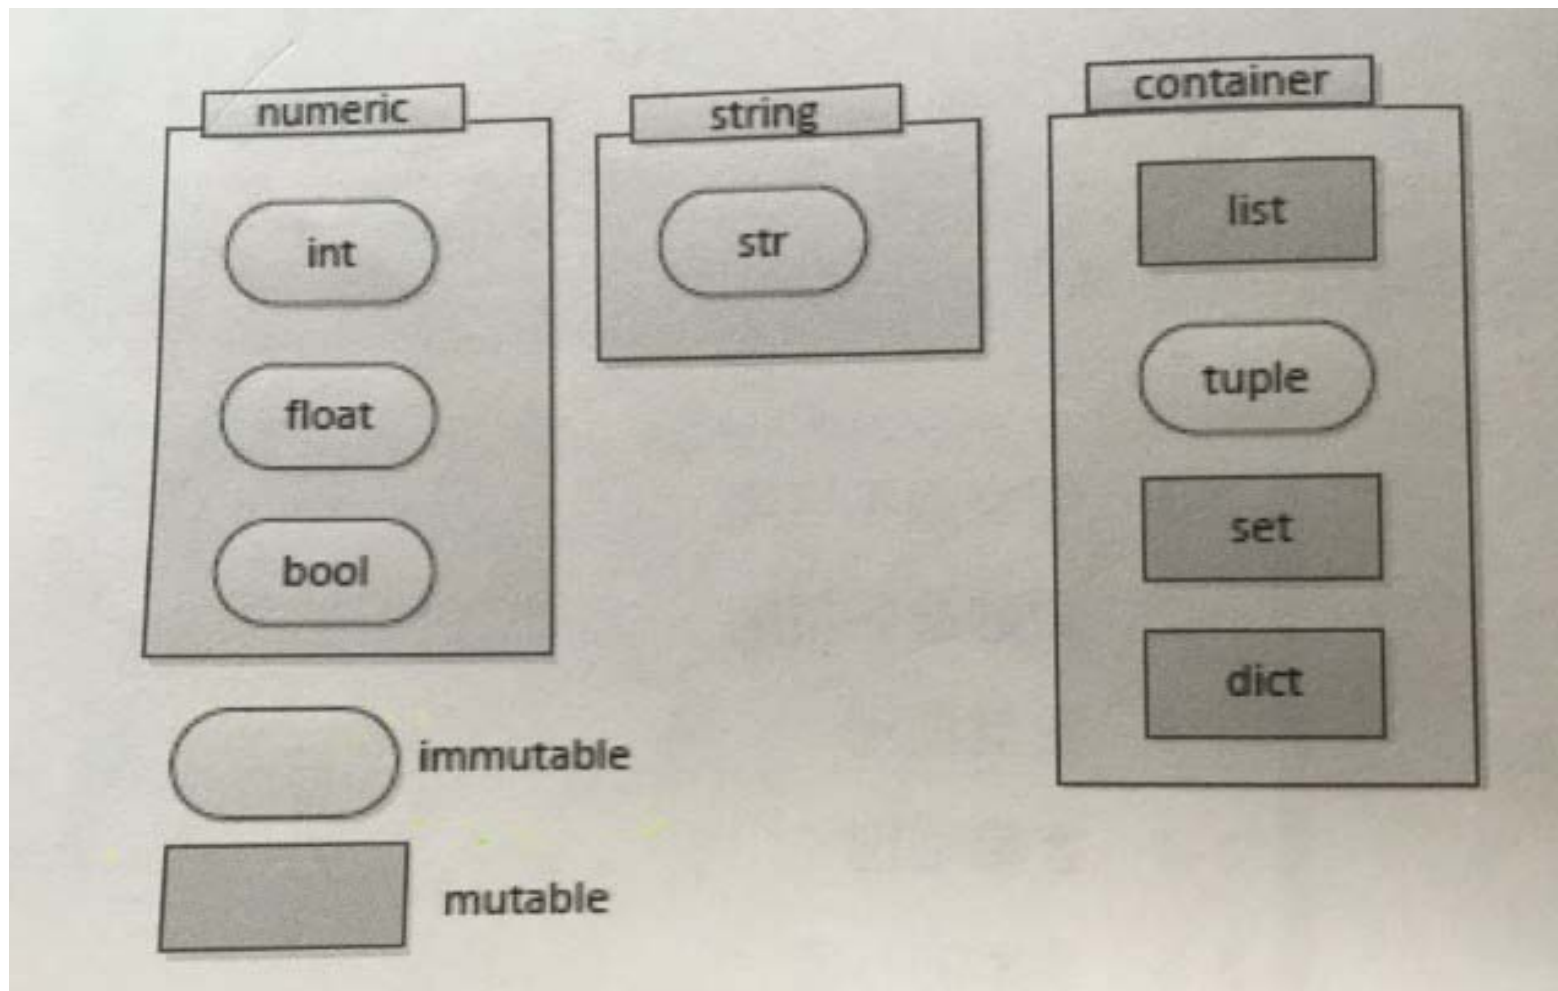 numeric
int
float
bool
string
str
container
list
tuple
set
dict
immutable
mutable